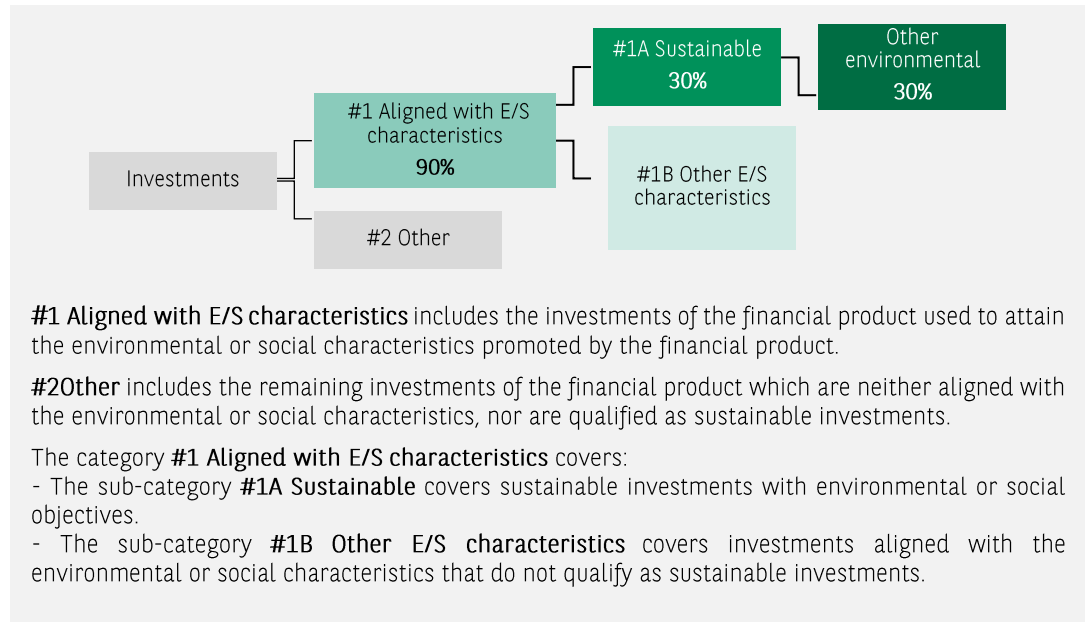 #1A Sustainable
30%
Other
environmental
30%
#1 Aligned with E/S
characteristics
90%
Investments
#1B Other E/S
characteristics
#2 Other
#1 Aligned with E/S characteristics includes the investments of the financial product used to attain
the environmental or social characteristics promoted by the financial product.
#2Other includes the remaining investments of the financial product which are neither aligned with
the environmental or social characteristics, nor are qualified as sustainable investments.
The category #1 Aligned with E/S characteristics covers:
- The sub-category #1A Sustainable covers sustainable investments with environmental or social
objectives.
- The sub-category #1B Other E/S characteristics covers investments aligned with the
environmental or social characteristics that do not qualify as sustainable investments.